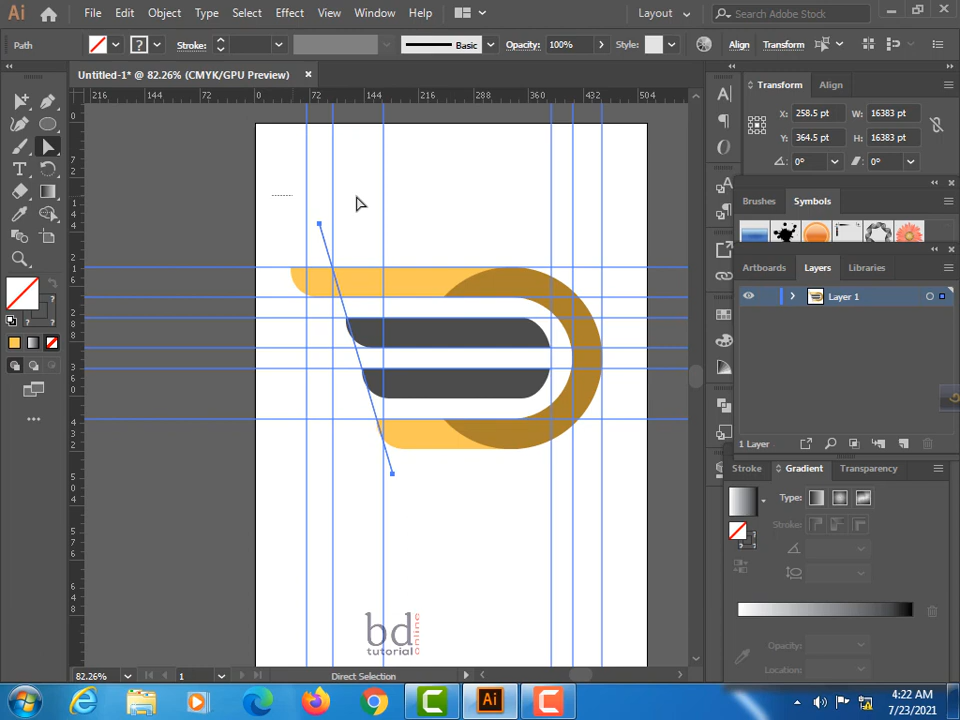 Ai File Edit Object Type Select Effect View Window Help Layout Search Adobe Stock
Path Stroke: Basic Opacity: 100% Style: Align Transform
Untitled-1* @ 82.26% (CMYK/GPU Preview) ×
216 144 72 0 72 144 216 288 360 432 504
Transform Align
X: 258.5 pt W: 16383 pt
Y: 364.5 pt H: 16383 pt
0° 0°
Brushes Symbols
Artboards Layers Libraries
Layer 1
1 Layer
Stroke Gradient Transparency
Type:
Stroke:
Opacity:
Location:
bd
online
tutorial
82.26% 1 Direct Selection
4:22 AM
7/23/2021